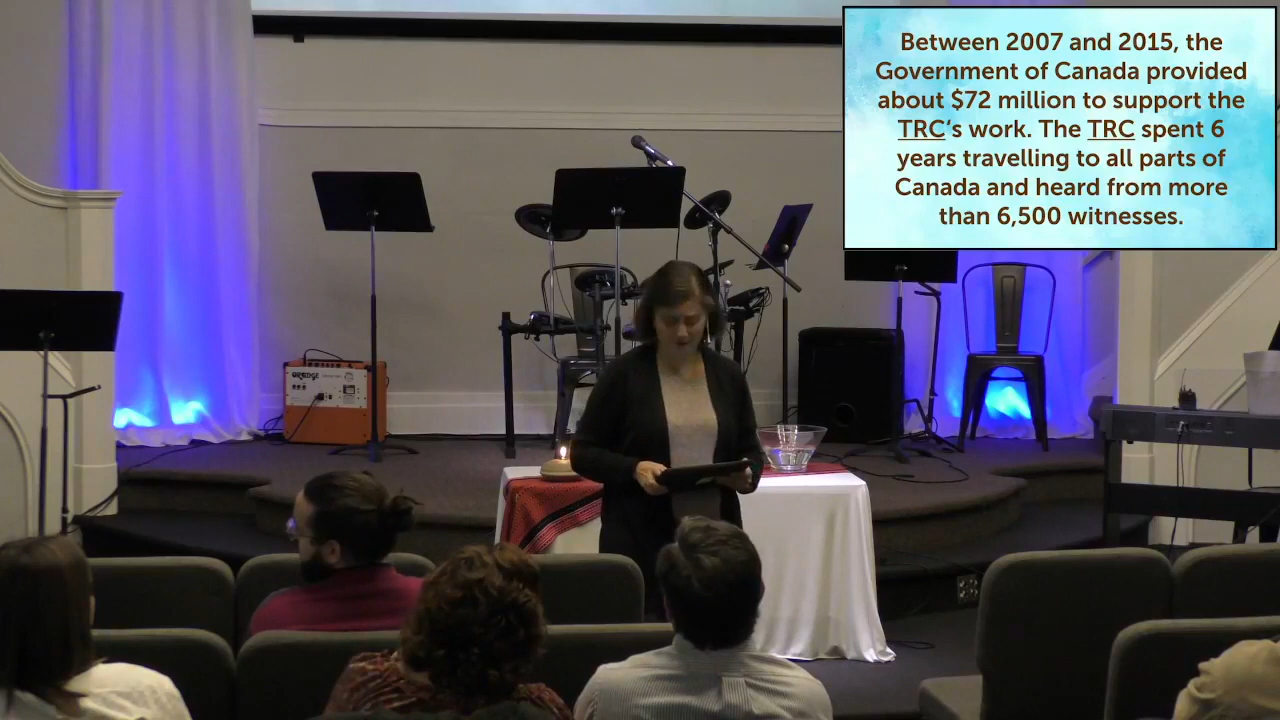 Between 2007 and 2015, the
Government of Canada provided
about $72 million to support the
TRC's work. The TRC spent 6
years travelling to all parts of
Canada and heard from more
than 6,500 witnesses.
ORANGE